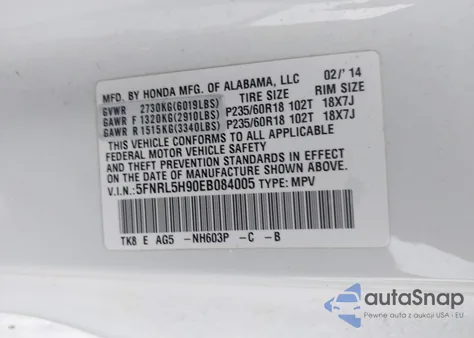 MFD. BY HONDA MFG. OF ALABAMA, LLC 02/'14
GVWR 2730KG(6019LBS) TIRE SIZE RIM SIZE
GAWR F 1320KG(2910LBS) P235/60R18 102T 18X7J
GAWR R 1515KG(3340LBS) P235/60R18 102T 18X7J
THIS VEHICLE CONFORMS TO ALL APPLICABLE
FEDERAL MOTOR VEHICLE SAFETY
AND THEFT PREVENTION STANDARDS IN EFFECT
ON THE DATE OF MANUFACTURE SHOWN ABOVE.
V.I.N.: 5FNRL5H90EB084005 TYPE: MPV
TK8 E AG5 -NH603P -C -B
autoSnap
Pewne auta z aukcji USA i EU